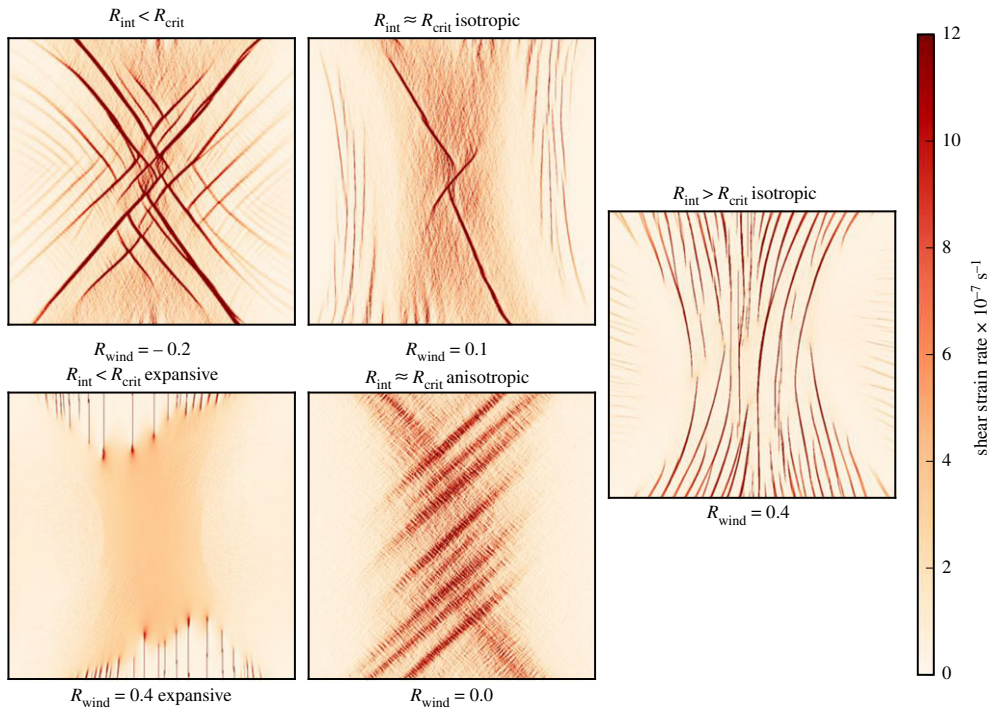 R_int < R_crit
R_int ≈ R_crit isotropic
R_wind = – 0.2
R_wind = 0.1
R_int < R_crit expansive
R_int ≈ R_crit anisotropic
R_wind = 0.4 expansive
R_wind = 0.0
R_int > R_crit isotropic
R_wind = 0.4
12
10
8
6
4
2
0
shear strain rate × 10⁻⁷ s⁻¹